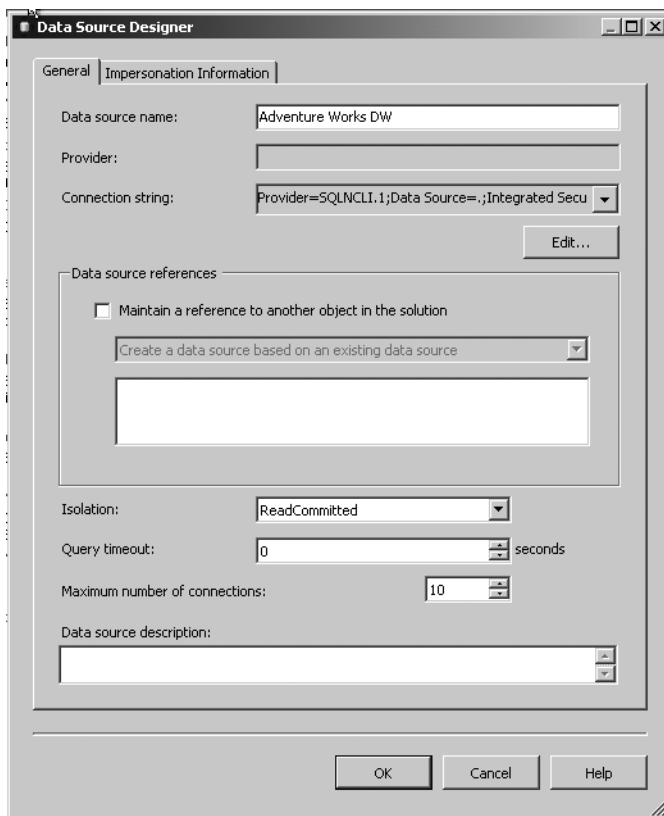 Data Source Designer
General
Impersonation Information
Data source name:
Adventure Works DW
Provider:
Connection string:
Provider=SQLNCLI.1;Data Source=.;Integrated Secu
Edit...
Data source references
Maintain a reference to another object in the solution
Create a data source based on an existing data source
Isolation:
ReadCommitted
Query timeout:
0
seconds
Maximum number of connections:
10
Data source description:
OK
Cancel
Help